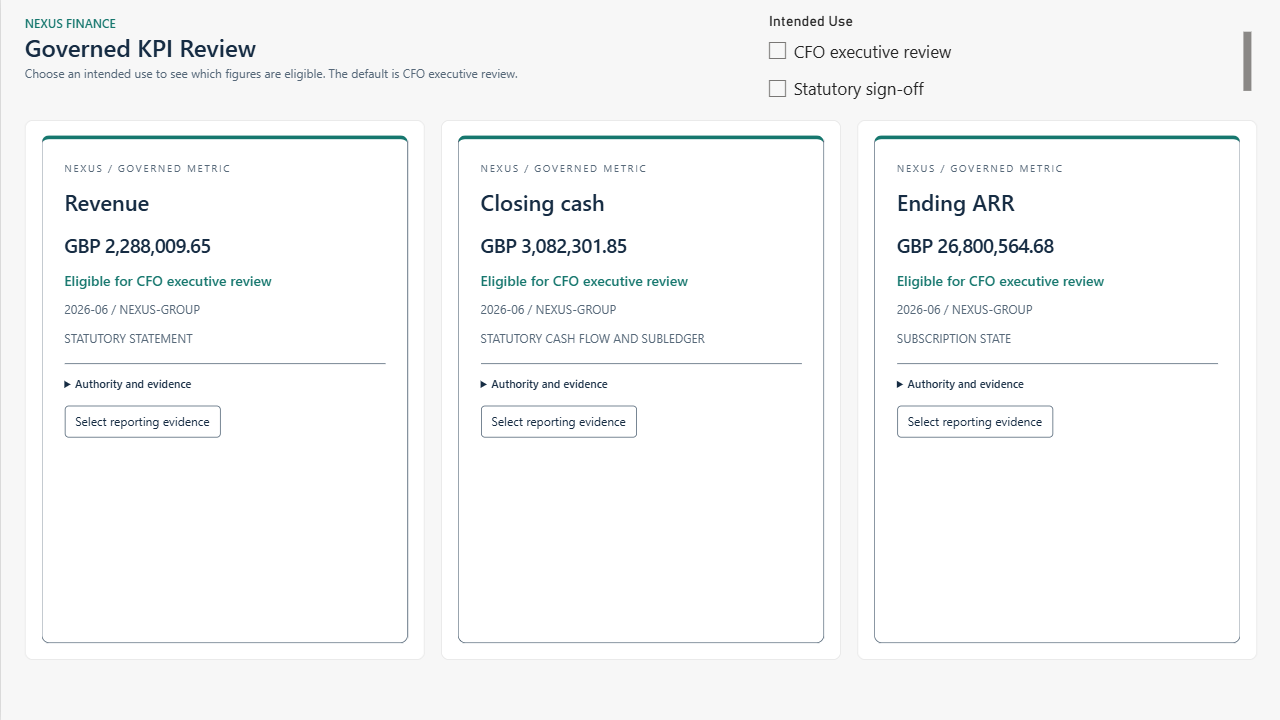 NEXUS FINANCE
Governed KPI Review
Choose an intended use to see which figures are eligible. The default is CFO executive review.
Intended Use
CFO executive review
Statutory sign-off
NEXUS / GOVERNED METRIC
Revenue
GBP 2,288,009.65
Eligible for CFO executive review
2026-06 / NEXUS-GROUP
STATUTORY STATEMENT
Authority and evidence
Select reporting evidence
NEXUS / GOVERNED METRIC
Closing cash
GBP 3,082,301.85
Eligible for CFO executive review
2026-06 / NEXUS-GROUP
STATUTORY CASH FLOW AND SUBLEDGER
Authority and evidence
Select reporting evidence
NEXUS / GOVERNED METRIC
Ending ARR
GBP 26,800,564.68
Eligible for CFO executive review
2026-06 / NEXUS-GROUP
SUBSCRIPTION STATE
Authority and evidence
Select reporting evidence